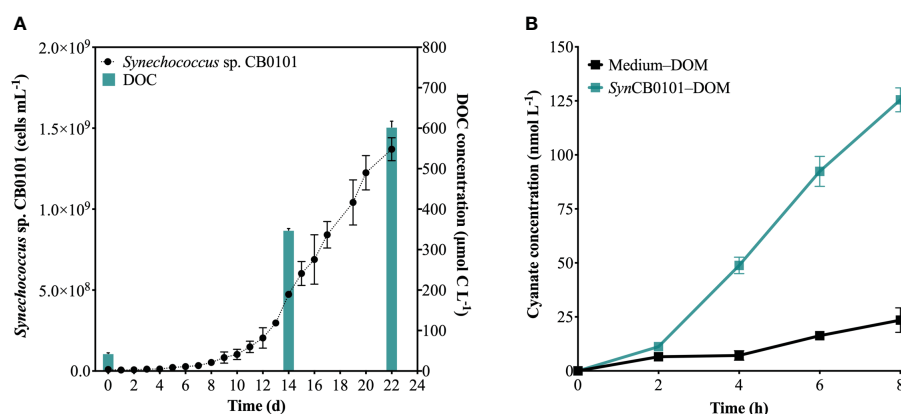 A
Synechococcus sp. CB0101 (cells mL-1)
2.0×10⁹
1.5×10⁹
1.0×10⁹
5.0×10⁸
0.0
Synechococcus sp. CB0101
DOC
800
700
600
500
400
300
200
100
0
DOC concentration (µmol C L-1)
0 2 4 6 8 10 12 14 16 18 20 22 24
Time (d)
B
Cyanate concentration (nmol L-1)
150
125
100
75
50
25
0
Medium–DOM
SynCB0101–DOM
0 2 4 6 8
Time (h)